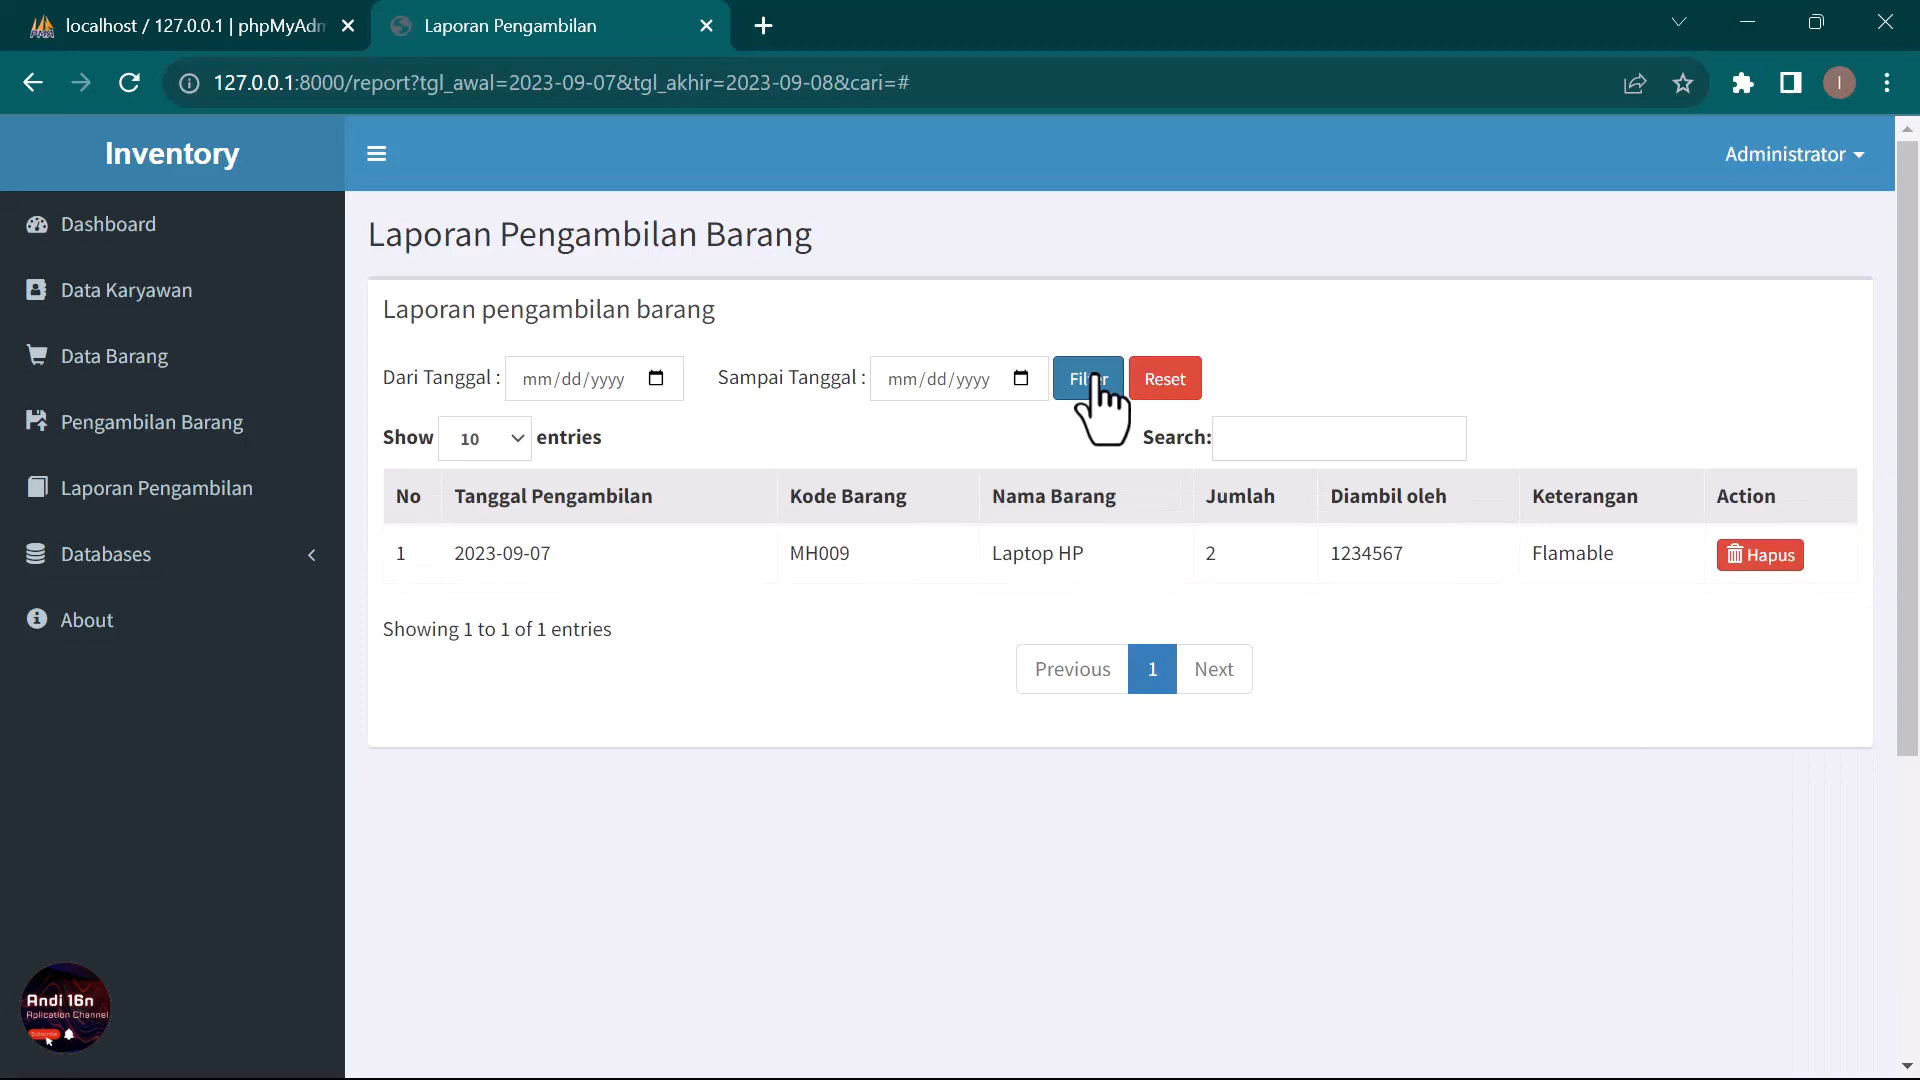 localhost / 127.0.0.1 | phpMyAdm
Laporan Pengambilan
127.0.0.1:8000/report?tgl_awal=2023-09-07&tgl_akhir=2023-09-08&cari=#
I
Inventory
Administrator
Dashboard
Data Karyawan
Data Barang
Pengambilan Barang
Laporan Pengambilan
Databases
About
Laporan Pengambilan Barang
Laporan pengambilan barang
Dari Tanggal : mm/dd/yyyy Sampai Tanggal : mm/dd/yyyy Filter Reset
Show 10 entries Search:
No Tanggal Pengambilan Kode Barang Nama Barang Jumlah Diambil oleh Keterangan Action
1 2023-09-07 MH009 Laptop HP 2 1234567 Flamable Hapus
Showing 1 to 1 of 1 entries
Previous 1 Next
Andi 16n
Aplication Channel